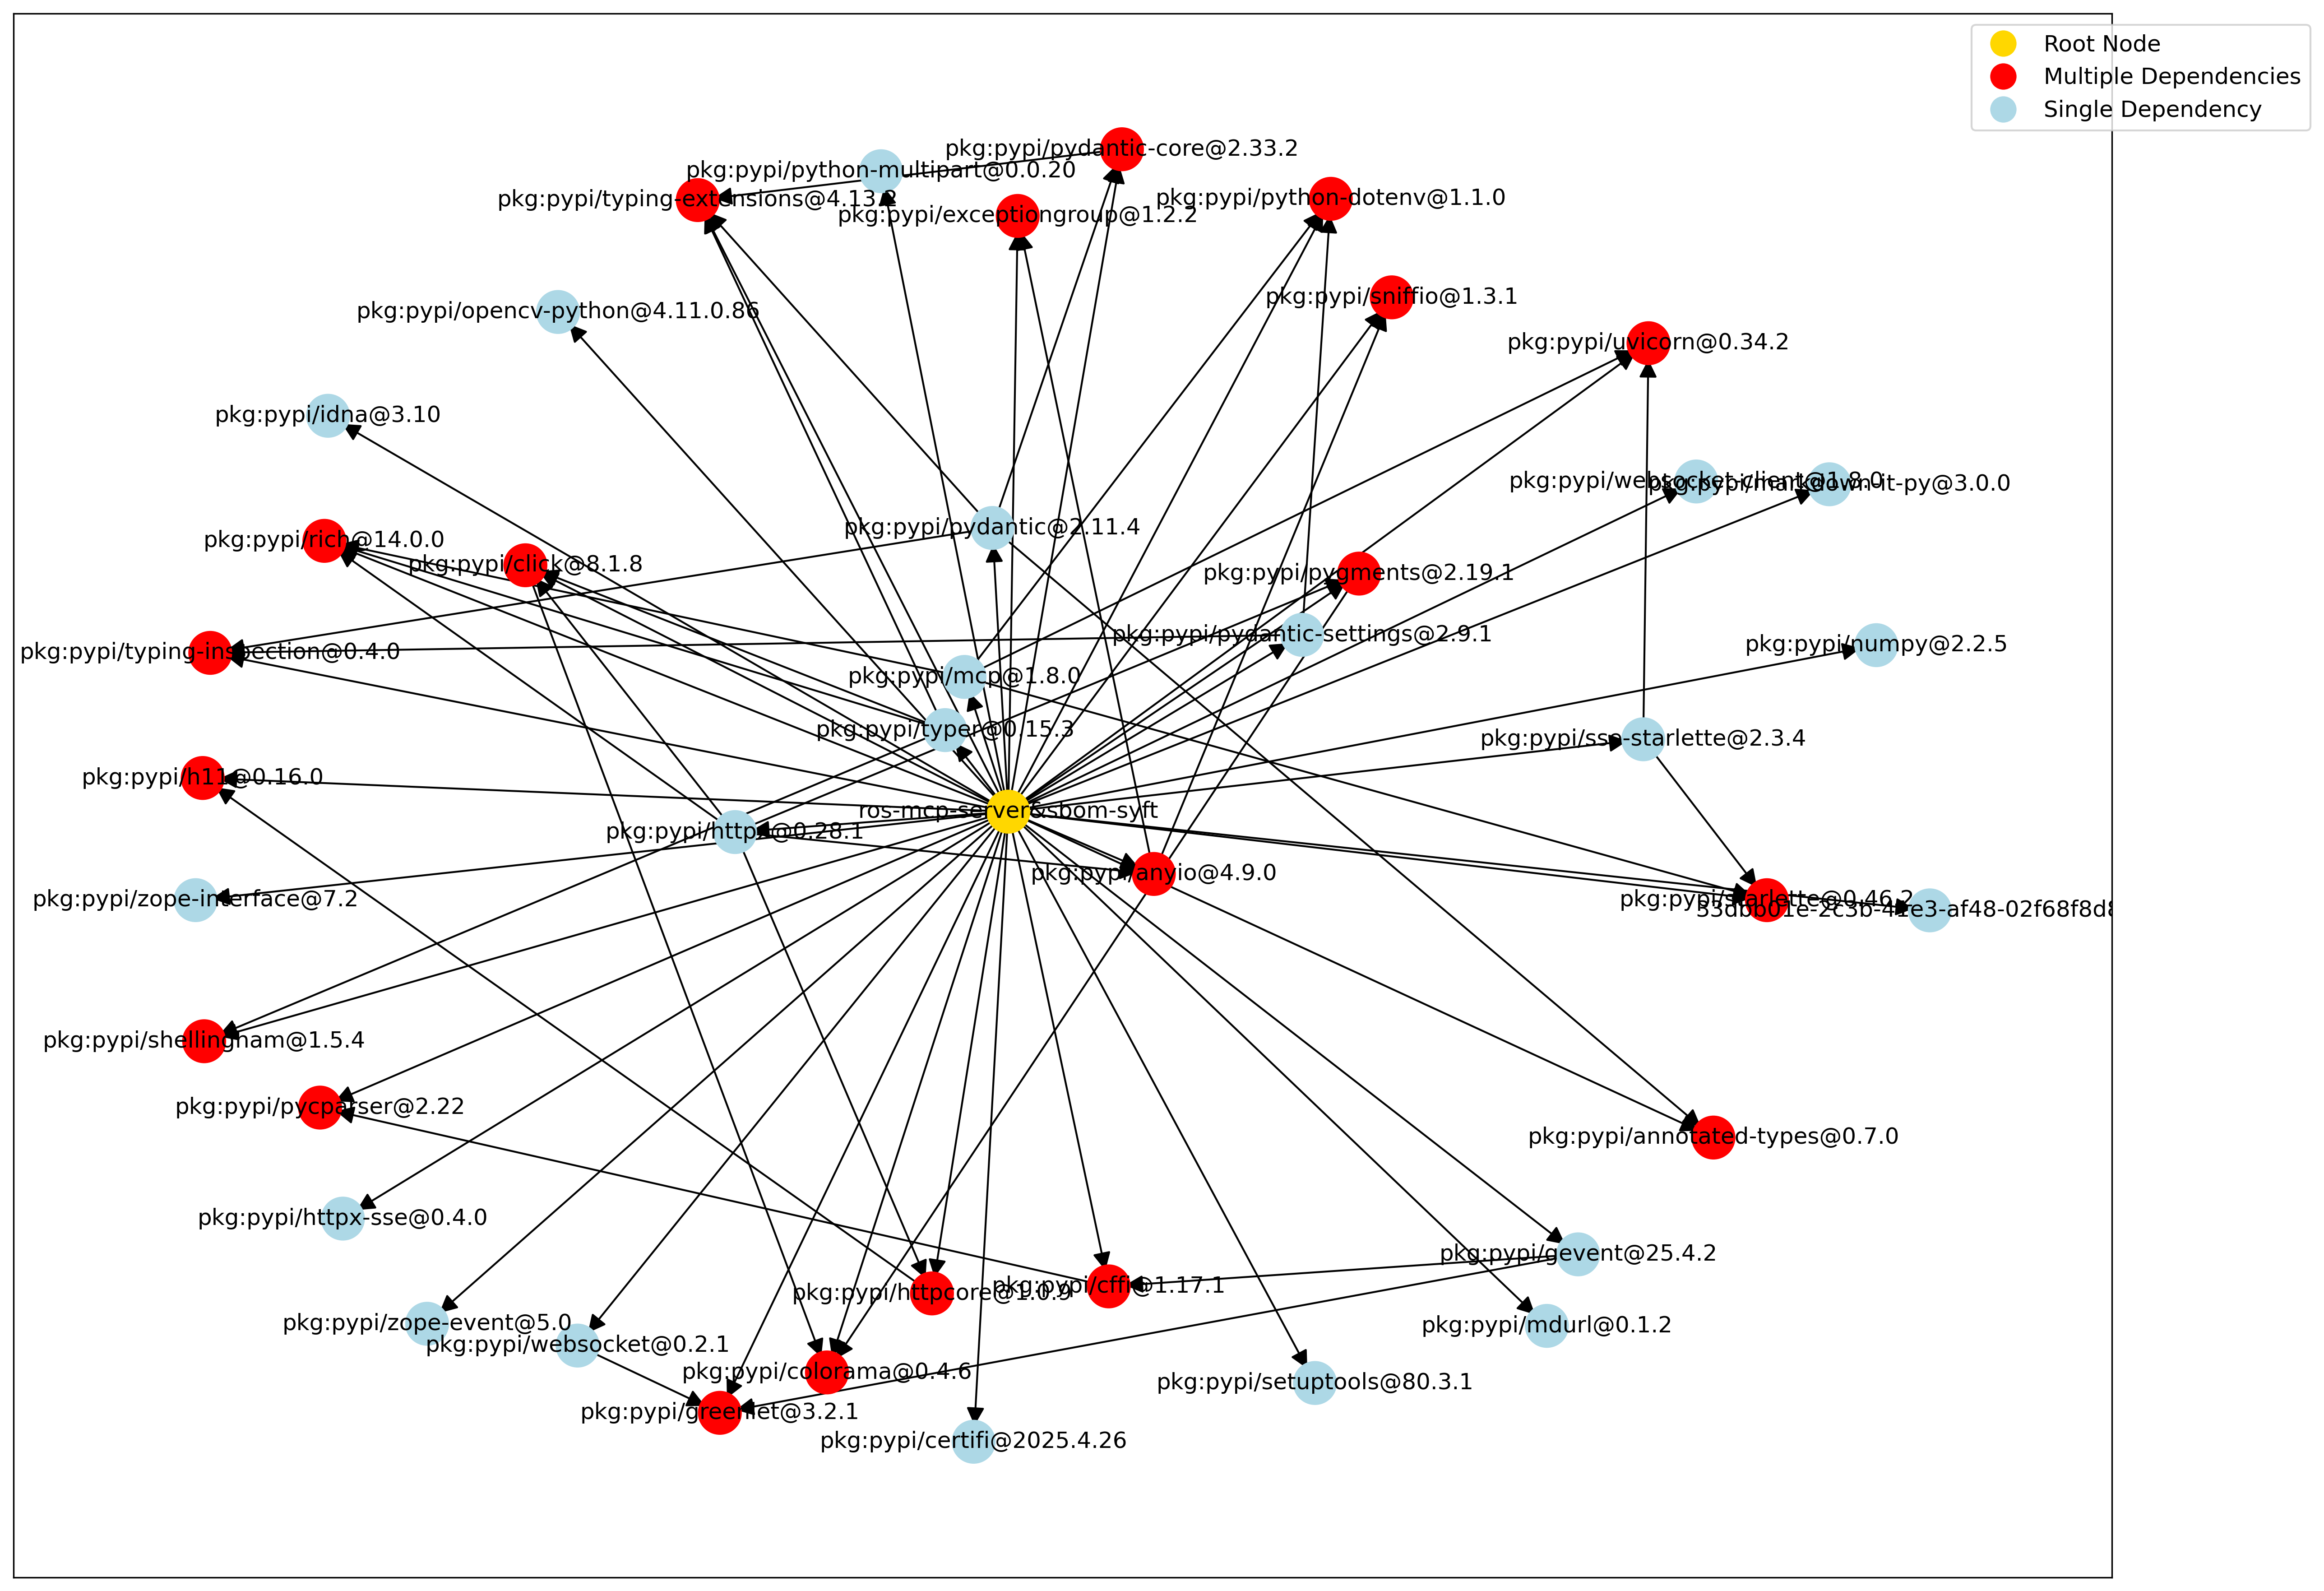 Root Node
Multiple Dependencies
Single Dependency
pkg:pypi/pydantic-core@2.33.2
pkg:pypi/python-multipart@0.0.20
pkg:pypi/typing-extensions@4.13.2
pkg:pypi/python-dotenv@1.1.0
pkg:pypi/exceptiongroup@1.2.2
pkg:pypi/sniffio@1.3.1
pkg:pypi/opencv-python@4.11.0.86
pkg:pypi/uvicorn@0.34.2
pkg:pypi/idna@3.10
pkg:pypi/websocket-client@1.8.0
pkg:pypi/markdown-it-py@3.0.0
pkg:pypi/pydantic@2.11.4
pkg:pypi/rich@14.0.0
pkg:pypi/click@8.1.8
pkg:pypi/pygments@2.19.1
pkg:pypi/pydantic-settings@2.9.1
pkg:pypi/numpy@2.2.5
pkg:pypi/typing-inspection@0.4.0
pkg:pypi/mcp@1.8.0
pkg:pypi/typer@0.15.3
pkg:pypi/sse-starlette@2.3.4
pkg:pypi/h11@0.16.0
ros-mcp-server&sbom-syft
pkg:pypi/httpx@0.28.1
pkg:pypi/anyio@4.9.0
pkg:pypi/zope-interface@7.2
pkg:pypi/starlette@0.46.2
53dbb01e-2c3b-41e3-af48-02f68f8d8
pkg:pypi/shellingham@1.5.4
pkg:pypi/pycparser@2.22
pkg:pypi/annotated-types@0.7.0
pkg:pypi/httpx-sse@0.4.0
pkg:pypi/gevent@25.4.2
pkg:pypi/cffi@1.17.1
pkg:pypi/httpcore@1.0.9
pkg:pypi/zope-event@5.0
pkg:pypi/mdurl@0.1.2
pkg:pypi/websocket@0.2.1
pkg:pypi/colorama@0.4.6
pkg:pypi/setuptools@80.3.1
pkg:pypi/greenlet@3.2.1
pkg:pypi/certifi@2025.4.26